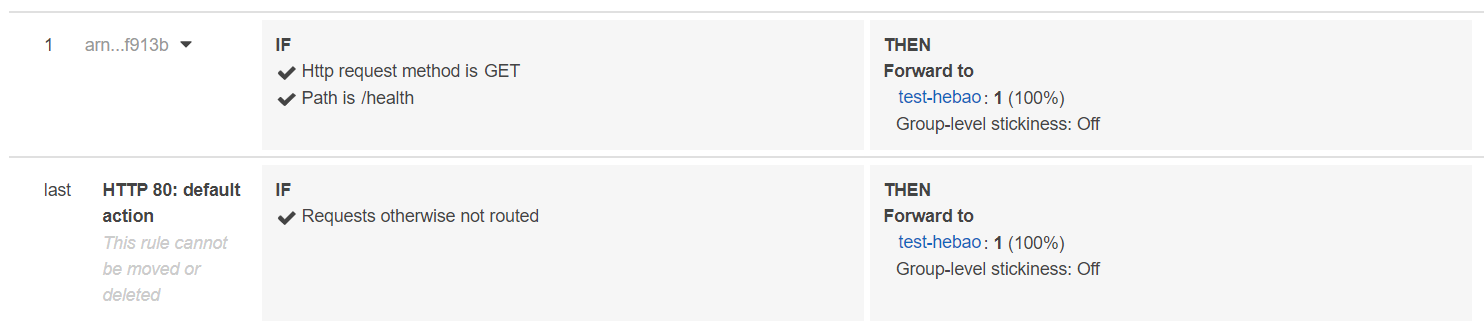 1
arn...f913b
IF
Http request method is GET
Path is /health
THEN
Forward to
test-hebao: 1 (100%)
Group-level stickiness: Off
last
HTTP 80: default
action
This rule cannot
be moved or
deleted
IF
Requests otherwise not routed
THEN
Forward to
test-hebao: 1 (100%)
Group-level stickiness: Off